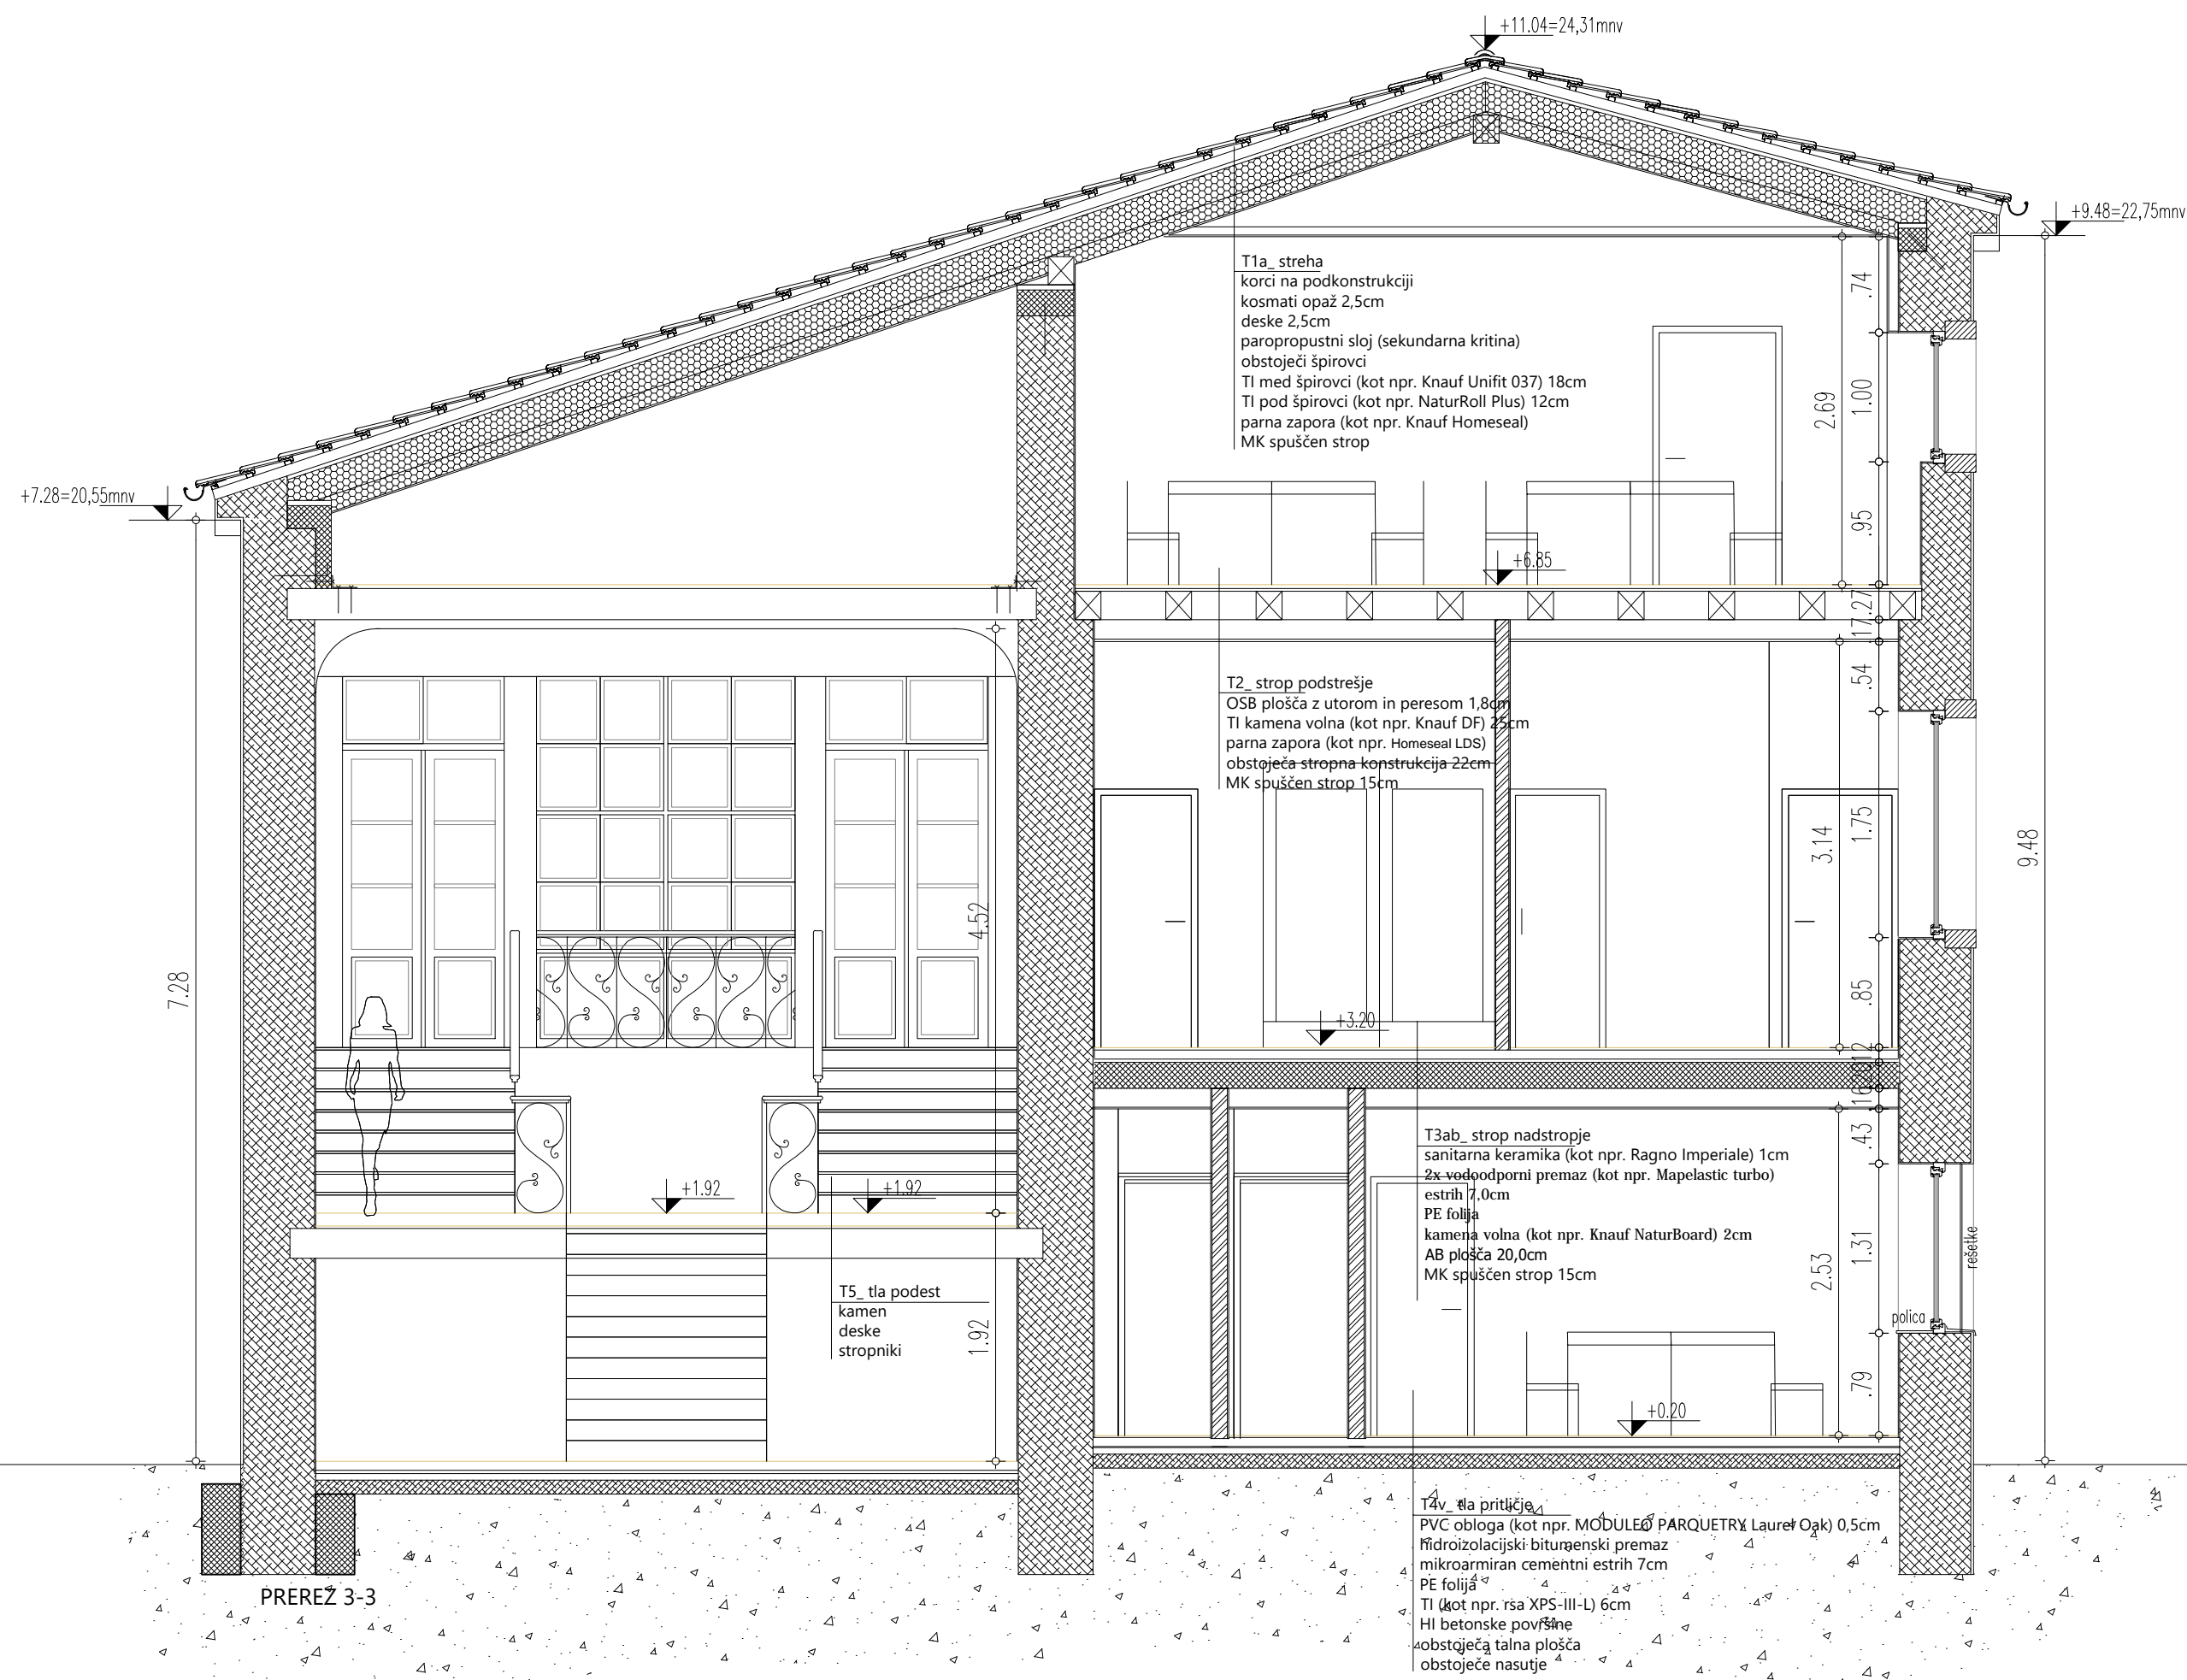 +11.04=24,31mnv
+9.48=22,75mnv
T1a_ streha
korci na podkonstrukciji
kosmati opaž 2,5cm
deske 2,5cm
paropropustni sloj (sekundarna kritina)
obstoječi špirovci
TI med špirovci (kot npr. Knauf Unifit 037) 18cm
TI pod špirovci (kot npr. NaturRoll Plus) 12cm
parna zapora (kot npr. Knauf Homeseal)
MK spuščen strop
.74
1.00
2.69
.95
+7.28=20,55mnv
+6.85
.27
.17
.54
T2_ strop podstrešje
OSB plošča z utorom in peresom 1,8cm
TI kamena volna (kot npr. Knauf DF) 25cm
parna zapora (kot npr. Homeseal LDS)
obstoječa stropna konstrukcija 22cm
MK spuščen strop 15cm
1.75
3.14
9.48
4.52
7.28
.85
+3.20
12
20
16
.43
T3ab_ strop nadstropje
sanitarna keramika (kot npr. Ragno Imperiale) 1cm
2x vodoodporni premaz (kot npr. Mapelastic turbo)
estrih 7,0cm
PE folija
kamena volna (kot npr. Knauf NaturBoard) 2cm
AB plošča 20,0cm
MK spuščen strop 15cm
+1.92
+1.92
1.31
2.53
rešetke
polica
T5_ tla podest
kamen
deske
stropniki
1.92
.79
+0.20
T4v_ tla pritličje
PVC obloga (kot npr. MODULEO PARQUETRY Laurel Oak) 0,5cm
hidroizolacijski bitumenski premaz
mikroarmiran cementni estrih 7cm
PE folija
TI (kot npr. rsa XPS-III-L) 6cm
HI betonske površine
obstoječa talna plošča
obstoječe nasutje
PREREZ 3-3